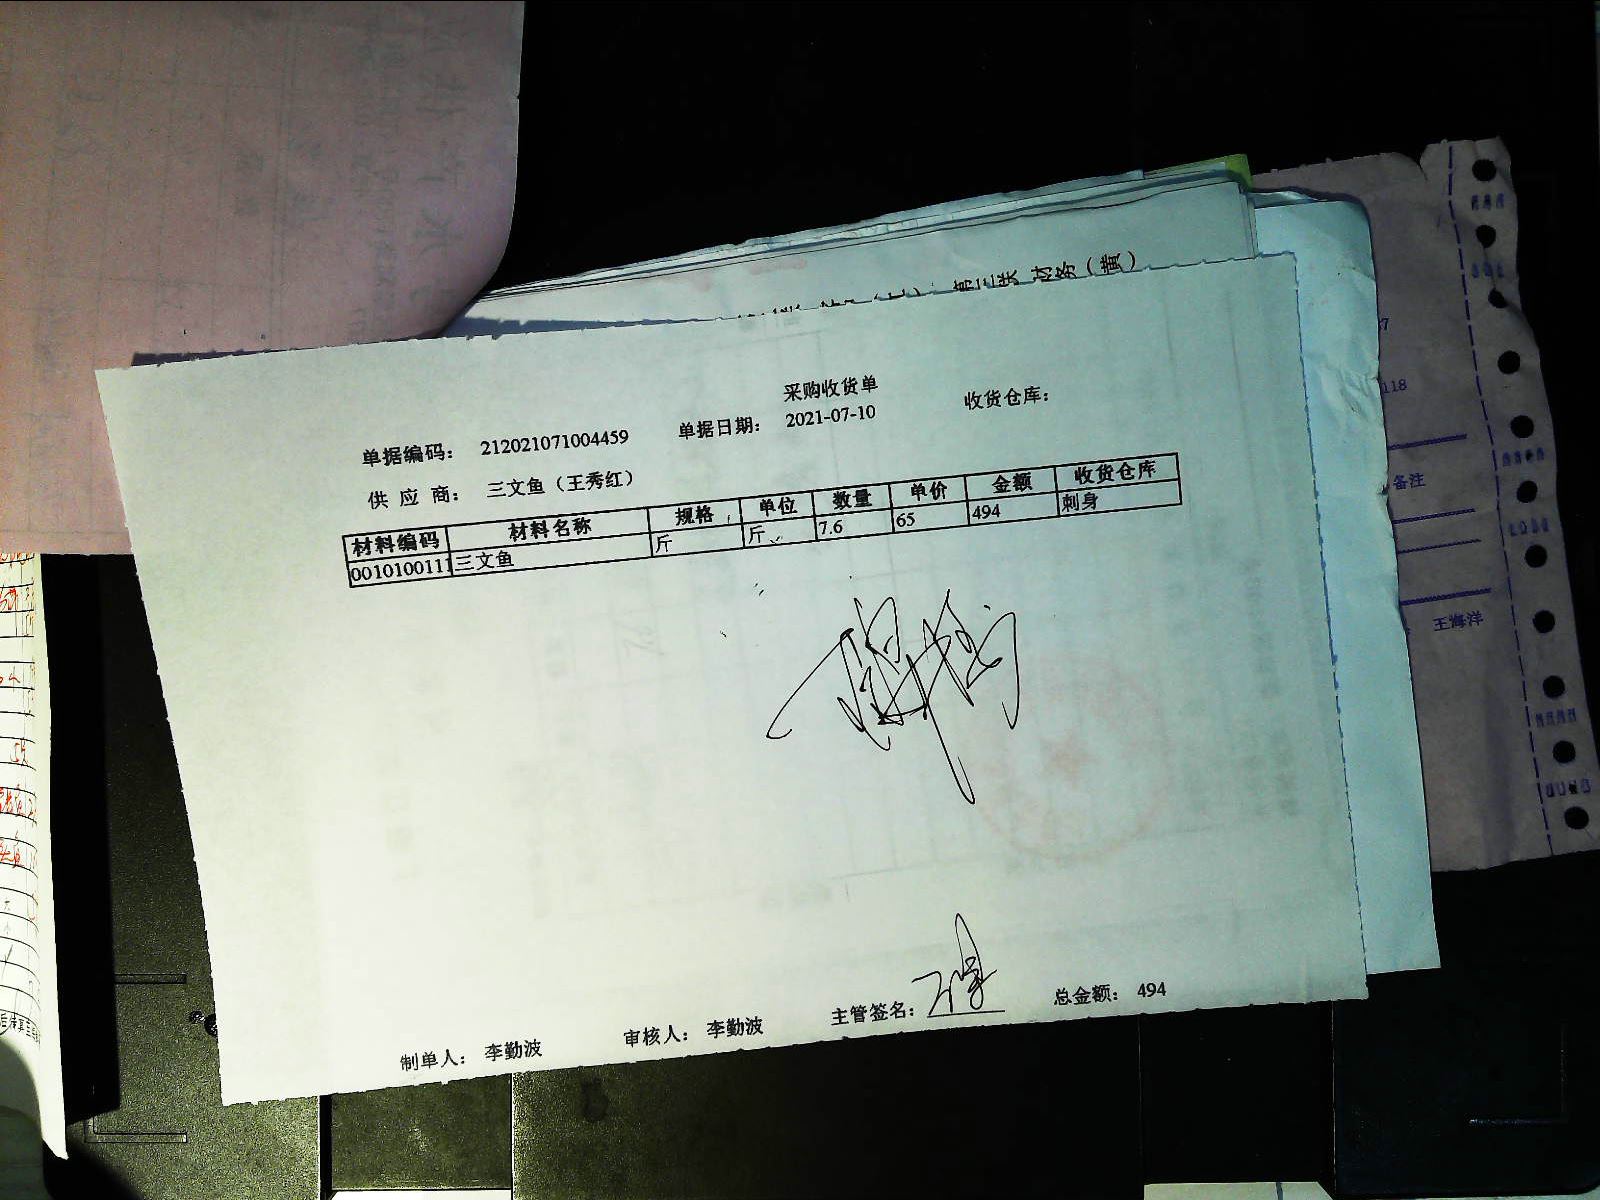 采购收货单
单据编码： 212021071004459 单据日期： 2021-07-10 收货仓库：
供 应 商： 三文鱼（王秀红）
材料编码 材料名称 规格 单位 数量 单价 金额 收货仓库
0010100111 三文鱼 斤 斤 7.6 65 494 刺身
制单人： 李勤波 审核人： 李勤波 主管签名： 总金额： 494
财务（黄）
118
备注
王海洋